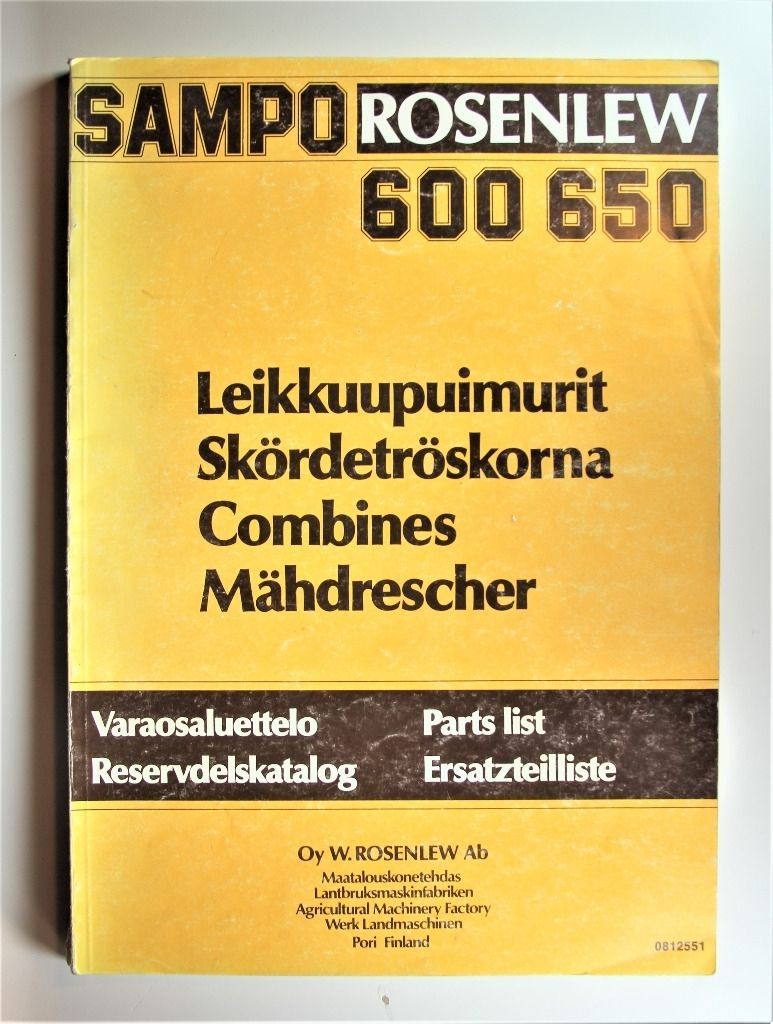 SAMPO ROSENLEW
600 650
Leikkuupuimurit
Skördetröskorna
Combines
Mähdrescher
Varaosaluettelo Parts list
Reservdelskatalog Ersatzteilliste
Oy W. ROSENLEW Ab
Maatalouskonetehdas
Lantbruksmaskinfabriken
Agricultural Machinery Factory
Werk Landmaschinen
Pori Finland
0812551